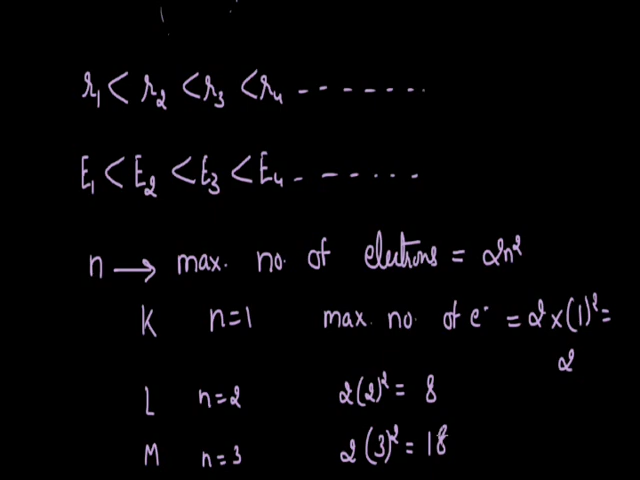 r₁ < r₂ < r₃ < r₄ - - - - - - -
E₁ < E₂ < E₃ < E₄ - - - - . . .
n → max. no. of electrons = 2n²
K n=1 max. no. of e⁻ = 2 × (1)² =
2
L n=2 2(2)² = 8
M n=3 2(3)² = 18